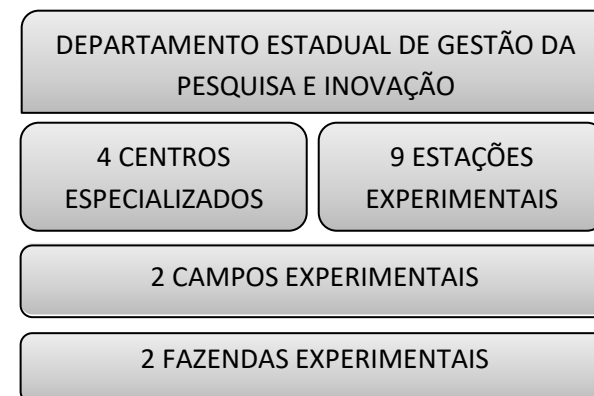 DEPARTAMENTO ESTADUAL DE GESTÃO DA
PESQUISA E INOVAÇÃO
4 CENTROS
ESPECIALIZADOS
9 ESTAÇÕES
EXPERIMENTAIS
2 CAMPOS EXPERIMENTAIS
2 FAZENDAS EXPERIMENTAIS